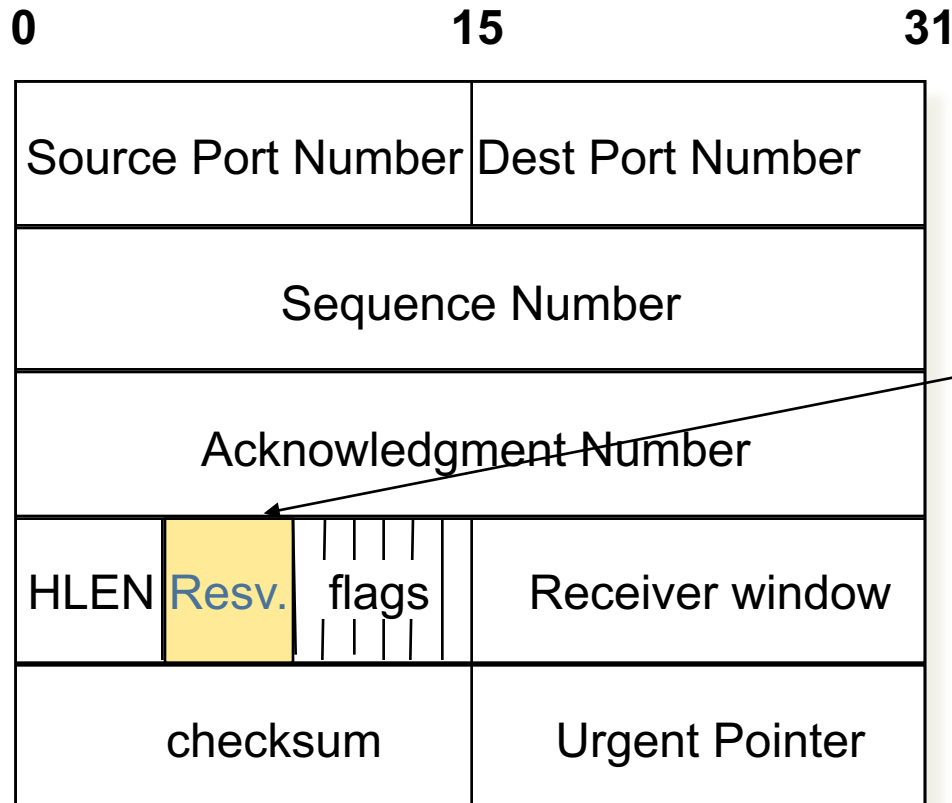 0 15 31
Source Port Number Dest Port Number
Sequence Number
Acknowledgment Number
HLEN Resv. flags Receiver window
checksum Urgent Pointer